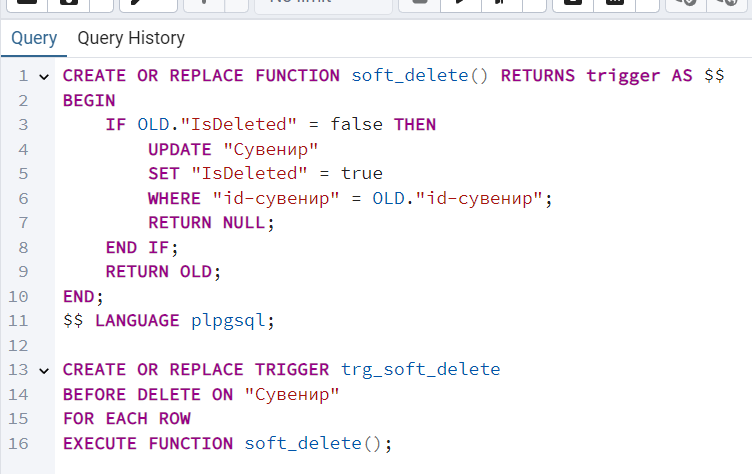 No limit
Query Query History
1 CREATE OR REPLACE FUNCTION soft_delete() RETURNS trigger AS $$
2 BEGIN
3 IF OLD."IsDeleted" = false THEN
4 UPDATE "Сувенир"
5 SET "IsDeleted" = true
6 WHERE "id-сувенир" = OLD."id-сувенир";
7 RETURN NULL;
8 END IF;
9 RETURN OLD;
10 END;
11 $$ LANGUAGE plpgsql;
12
13 CREATE OR REPLACE TRIGGER trg_soft_delete
14 BEFORE DELETE ON "Сувенир"
15 FOR EACH ROW
16 EXECUTE FUNCTION soft_delete();